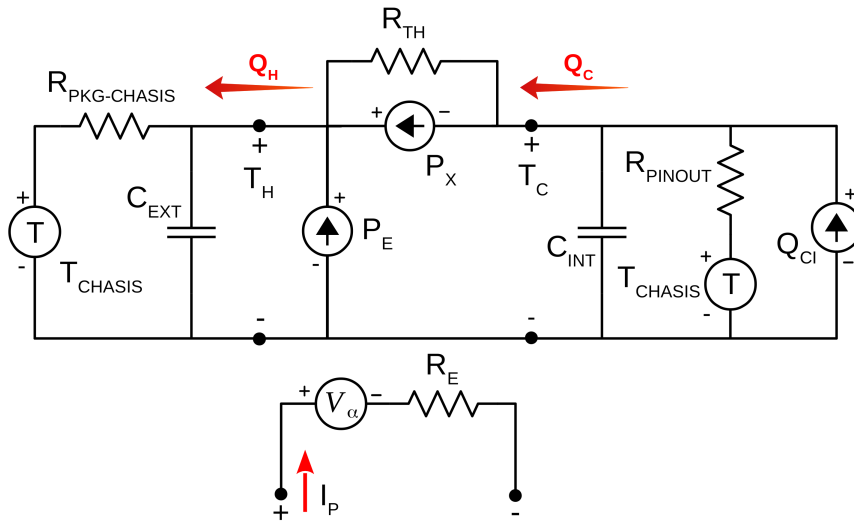 R_TH
Q_H
Q_C
R_PKG-CHASIS
+ −
P_X
+
T_H
+
T_C
C_EXT
R_PINOUT
+
T
-
T_CHASIS
+
P_E
-
C_INT
+
T
-
T_CHASIS
+
Q_CI
−
-
-
R_E
+ V_α −
I_P
+
-